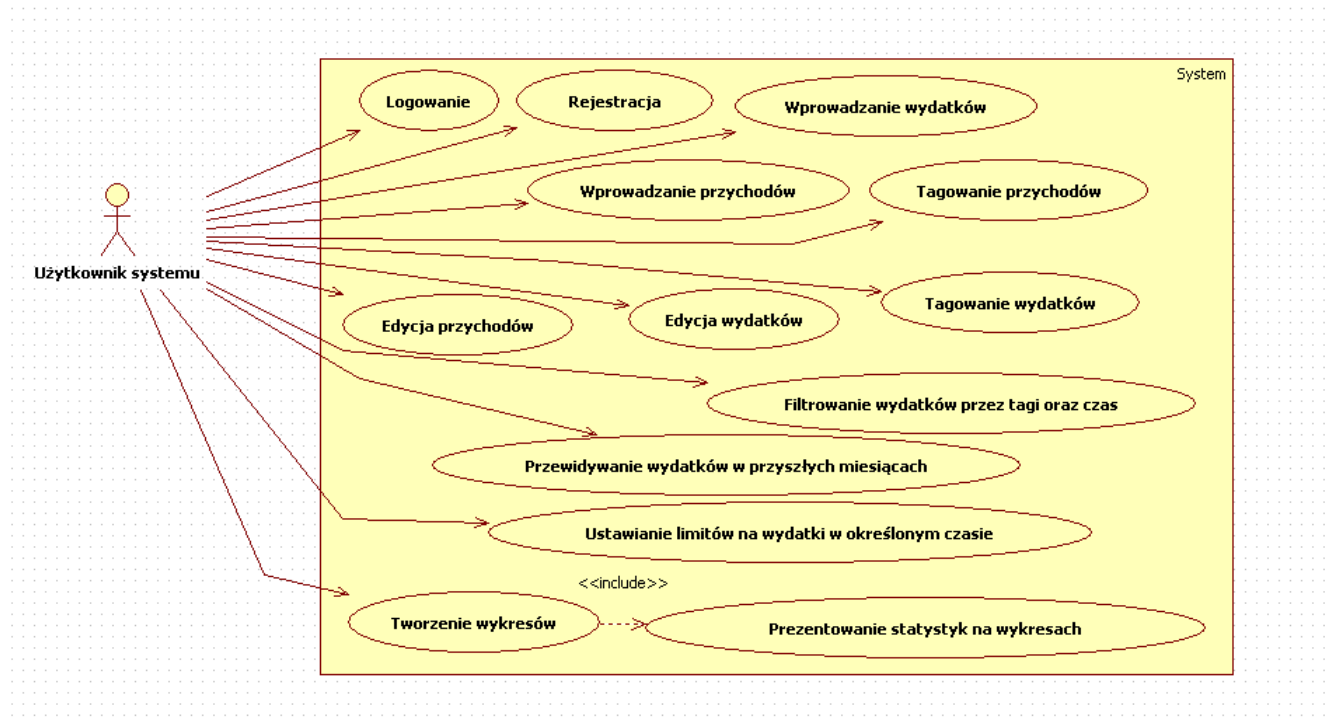 System
Logowanie
Rejestracja
Wprowadzanie wydatków
Wprowadzanie przychodów
Tagowanie przychodów
Użytkownik systemu
Edycja przychodów
Edycja wydatków
Tagowanie wydatków
Filtrowanie wydatków przez tagi oraz czas
Przewidywanie wydatków w przyszłych miesiącach
Ustawianie limitów na wydatki w określonym czasie
<<include>>
Tworzenie wykresów
Prezentowanie statystyk na wykresach